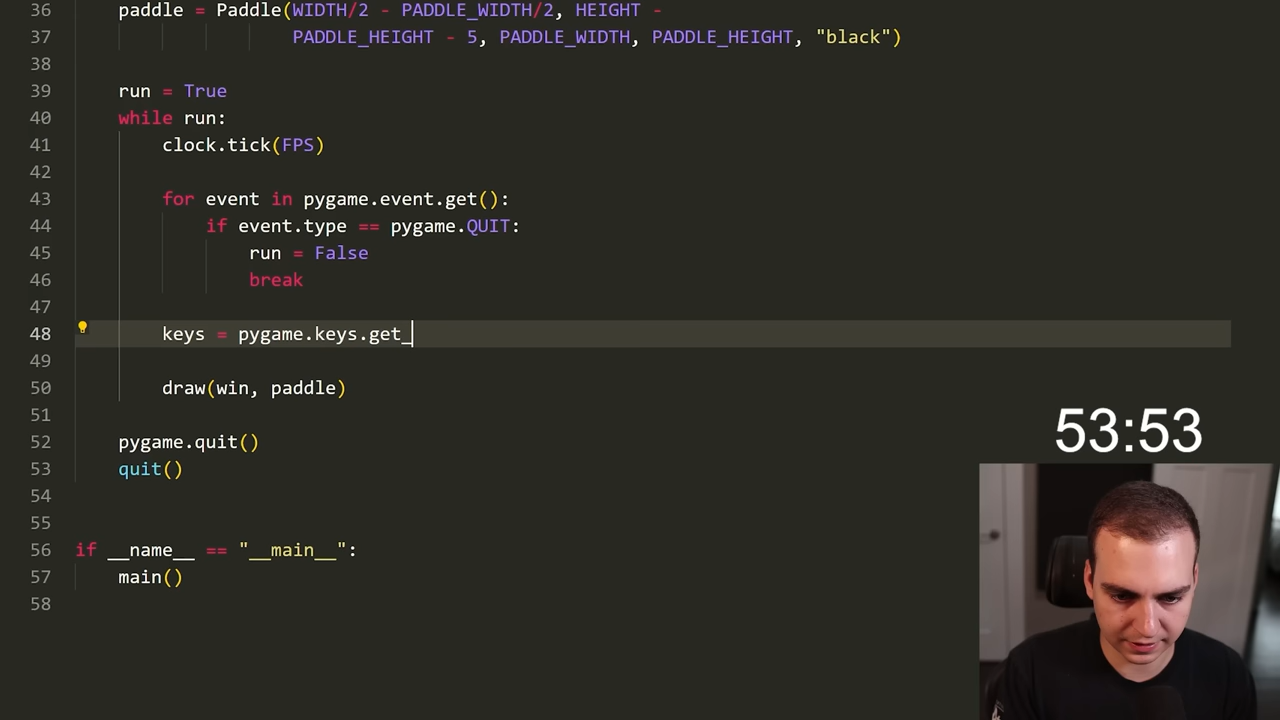 36 paddle = Paddle(WIDTH/2 - PADDLE_WIDTH/2, HEIGHT -
37 PADDLE_HEIGHT - 5, PADDLE_WIDTH, PADDLE_HEIGHT, "black")
38
39 run = True
40 while run:
41 clock.tick(FPS)
42
43 for event in pygame.event.get():
44 if event.type == pygame.QUIT:
45 run = False
46 break
47
48 keys = pygame.keys.get_
49
50 draw(win, paddle)
51
52 pygame.quit()
53 quit()
54
55
56 if __name__ == "__main__":
57 main()
58
53:53